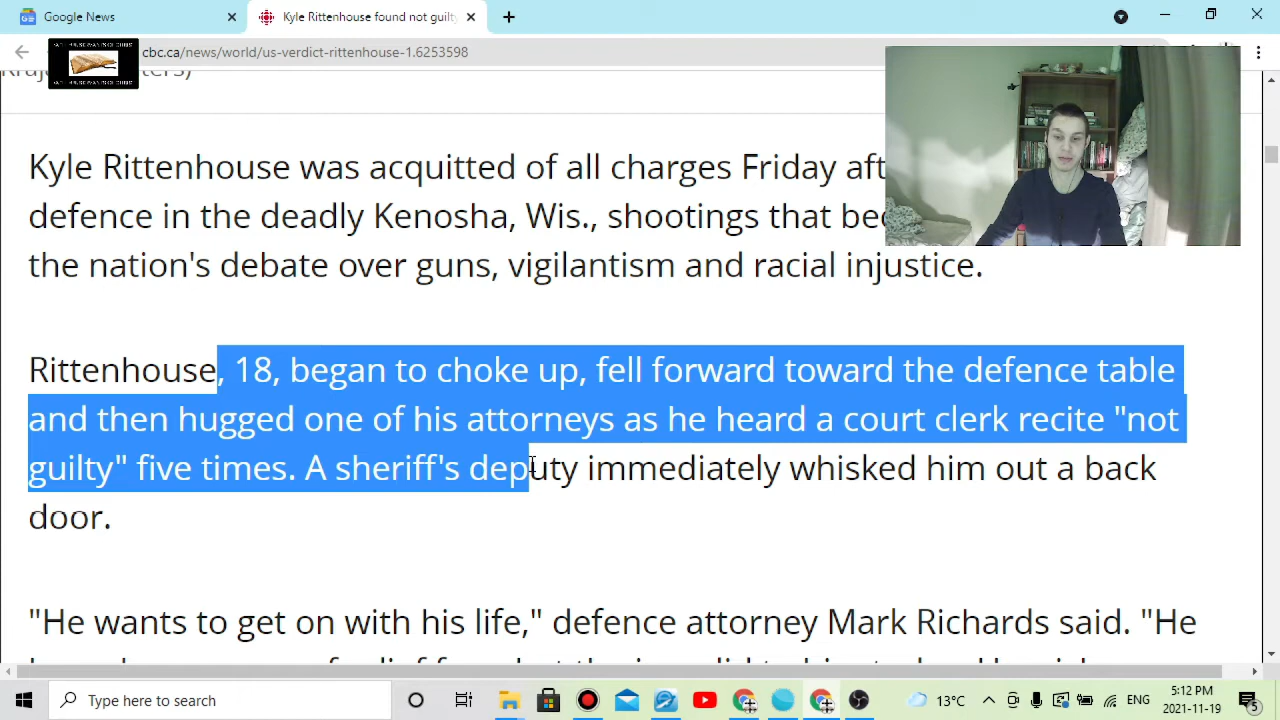 Google News
Kyle Rittenhouse found not guilty
cbc.ca/news/world/us-verdict-rittenhouse-1.6253598
Kyle Rittenhouse was acquitted of all charges Friday
defence in the deadly Kenosha, Wis., shootings that
the nation's debate over guns, vigilantism and racial injustice.
Rittenhouse, 18, began to choke up, fell forward toward the defence table
and then hugged one of his attorneys as he heard a court clerk recite "not
guilty" five times. A sheriff's deputy immediately whisked him out a back
door.
"He wants to get on with his life," defence attorney Mark Richards said. "He
Type here to search
13°C
ENG
5:12 PM
2021-11-19
5